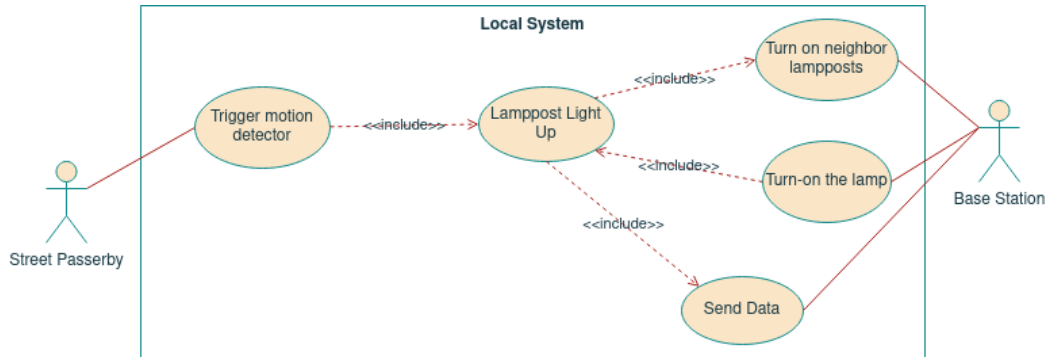 Local System
Turn on neighbor
lampposts
<<include>>
Trigger motion
detector
<<include>>
Lamppost Light
Up
<<include>>
Turn-on the lamp
Base Station
<<include>>
Street Passerby
Send Data